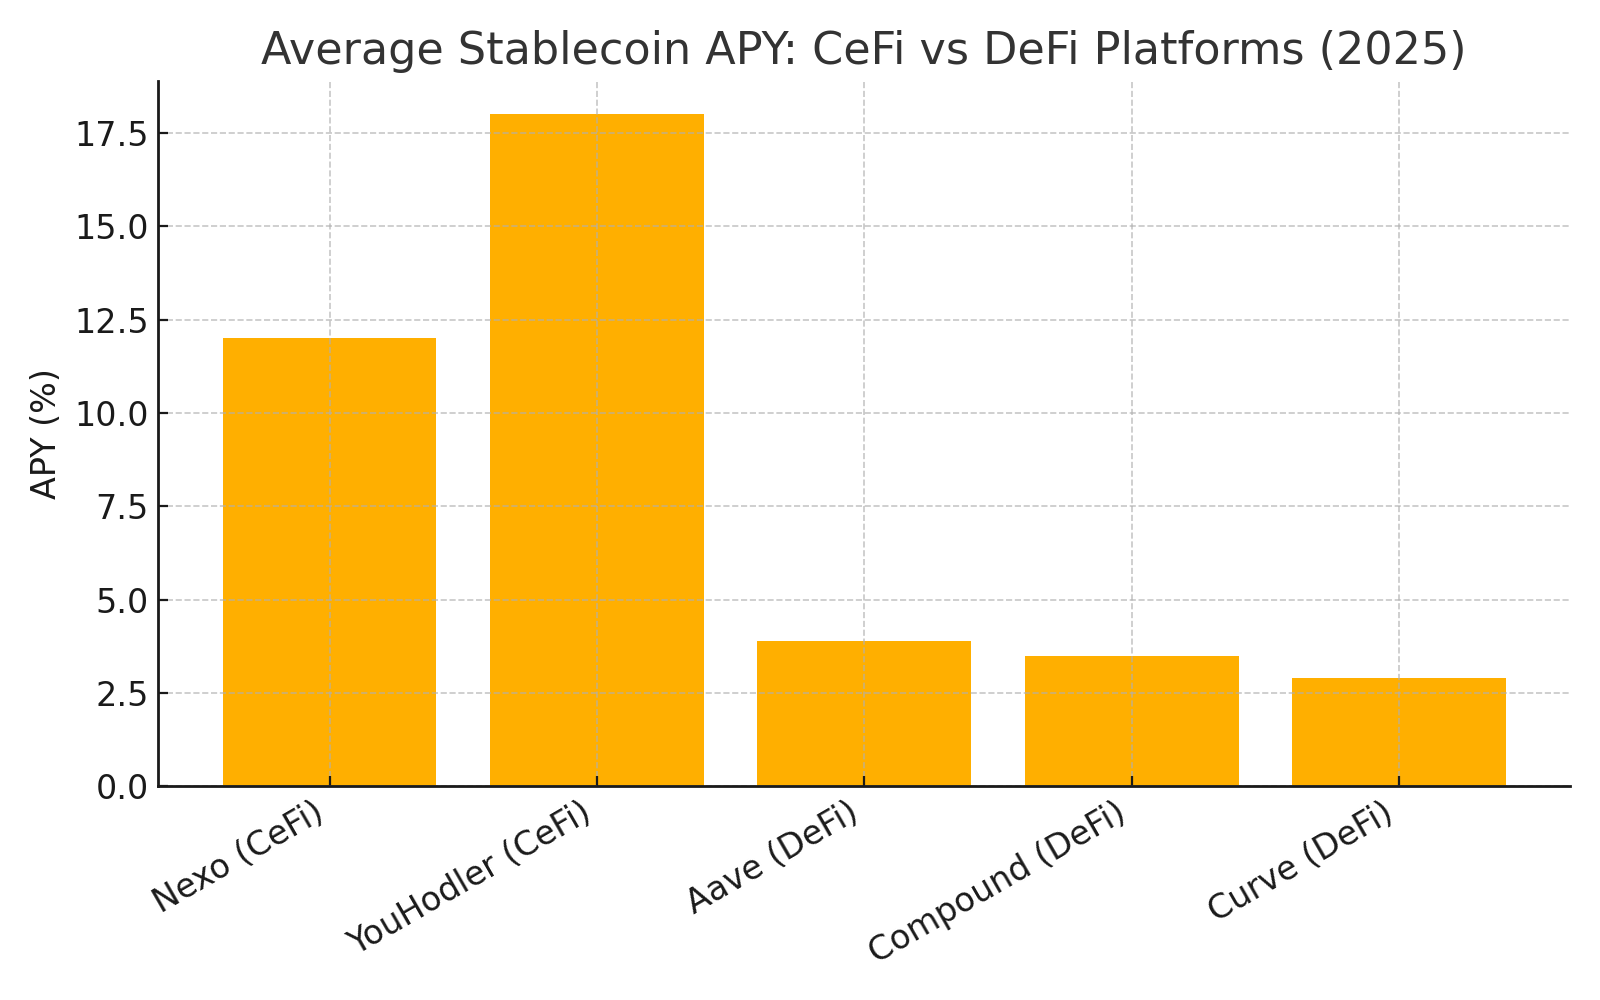 Average Stablecoin APY: CeFi vs DeFi Platforms (2025)
APY (%)
17.5
15.0
12.5
10.0
7.5
5.0
2.5
0.0
Nexo (CeFi)
YouHodler (CeFi)
Aave (DeFi)
Compound (DeFi)
Curve (DeFi)